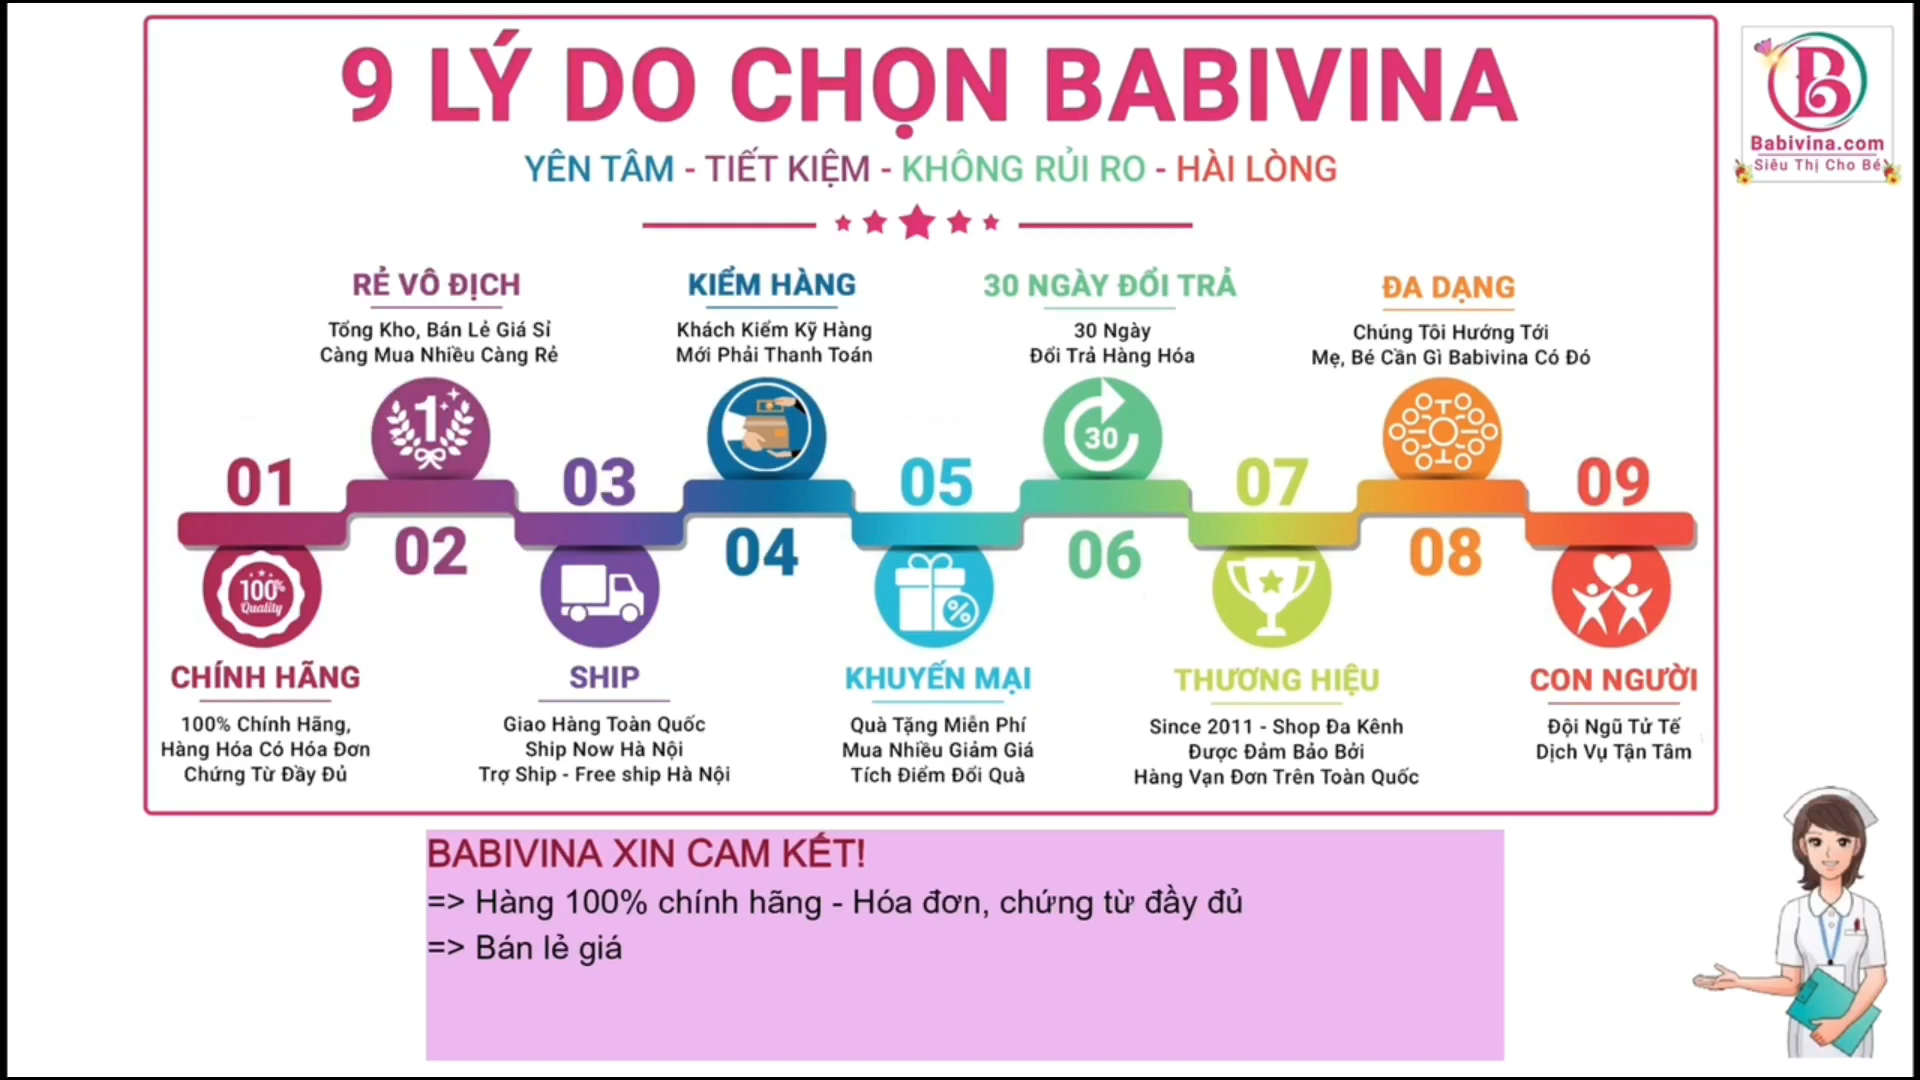 9 LÝ DO CHỌN BABIVINA
YÊN TÂM - TIẾT KIỆM - KHÔNG RỦI RO - HÀI LÒNG
B
Babivina.com
Siêu Thị Cho Bé
01
100%
Quality
CHÍNH HÃNG
100% Chính Hãng,
Hàng Hóa Có Hóa Đơn
Chứng Từ Đầy Đủ
RẺ VÔ ĐỊCH
Tổng Kho, Bán Lẻ Giá Sỉ
Càng Mua Nhiều Càng Rẻ
1
02
03
SHIP
Giao Hàng Toàn Quốc
Ship Now Hà Nội
Trợ Ship - Free ship Hà Nội
KIỂM HÀNG
Khách Kiểm Kỹ Hàng
Mới Phải Thanh Toán
04
05
%
KHUYẾN MẠI
Quà Tặng Miễn Phí
Mua Nhiều Giảm Giá
Tích Điểm Đổi Quà
30 NGÀY ĐỔI TRẢ
30 Ngày
Đổi Trả Hàng Hóa
30
06
07
THƯƠNG HIỆU
Since 2011 - Shop Đa Kênh
Được Đảm Bảo Bởi
Hàng Vạn Đơn Trên Toàn Quốc
ĐA DẠNG
Chúng Tôi Hướng Tới
Mẹ, Bé Cần Gì Babivina Có Đó
08
09
CON NGƯỜI
Đội Ngũ Tử Tế
Dịch Vụ Tận Tâm
BABIVINA XIN CAM KẾT!
=> Hàng 100% chính hãng - Hóa đơn, chứng từ đầy đủ
=> Bán lẻ giá